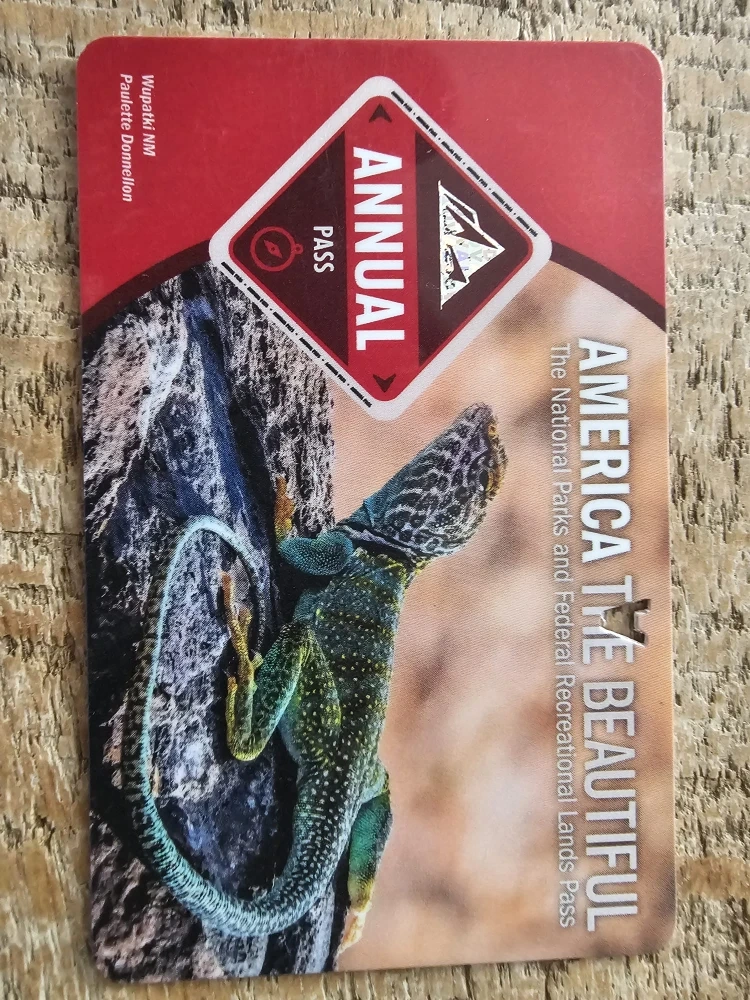 AMERICA THE BEAUTIFUL
The National Parks and Federal Recreational Lands Pass
ANNUAL
PASS
Wupatki NM
Paulette Donnellon